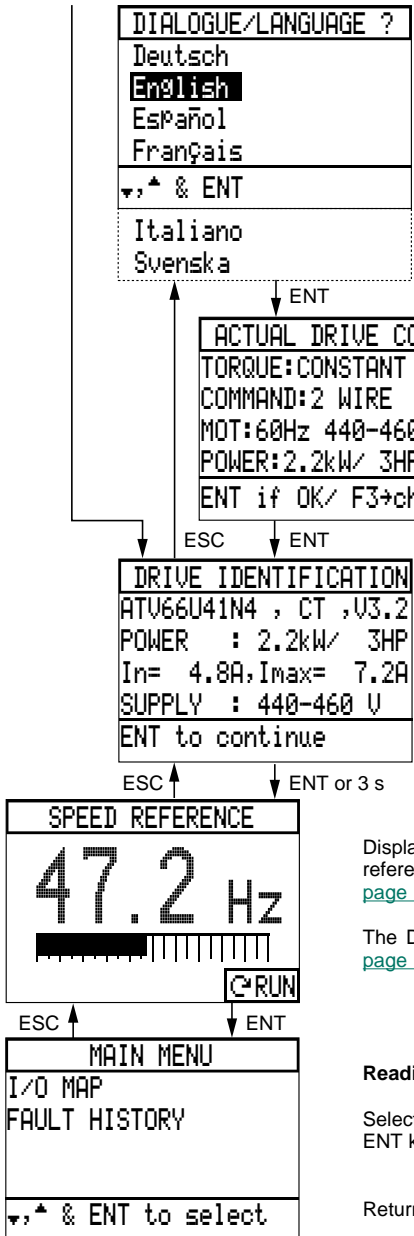 DIALOGUE/LANGUAGE ?
Deutsch
English
Español
Français
▼,▲ & ENT
Italiano
Svenska
ENT
ACTUAL DRIVE CO
TORQUE:CONSTANT
COMMAND:2 WIRE
MOT:60Hz 440-460
POWER:2.2kW/ 3HP
ENT if OK/ F3→ch
ESC
ENT
DRIVE IDENTIFICATION
ATV66U41N4 , CT ,V3.2
POWER : 2.2kW/ 3HP
In= 4.8A,Imax= 7.2A
SUPPLY : 440-460 V
ENT to continue
ESC
ENT or 3 s
SPEED REFERENCE
47.2 Hz
RUN
Displa
refere
page
The D
page
ESC
ENT
MAIN MENU
I/O MAP
FAULT HISTORY
▼,▲ & ENT to select
Readi
Select
ENT k
Return